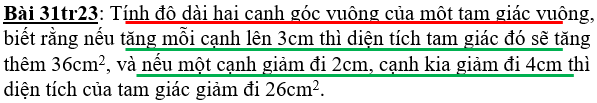 Bài 31tr23: Tính độ dài hai cạnh góc vuông của một tam giác vuông,
biết rằng nếu tăng mỗi cạnh lên 3cm thì diện tích tam giác đó sẽ tăng
thêm 36cm², và nếu một cạnh giảm đi 2cm, cạnh kia giảm đi 4cm thì
diện tích của tam giác giảm đi 26cm².